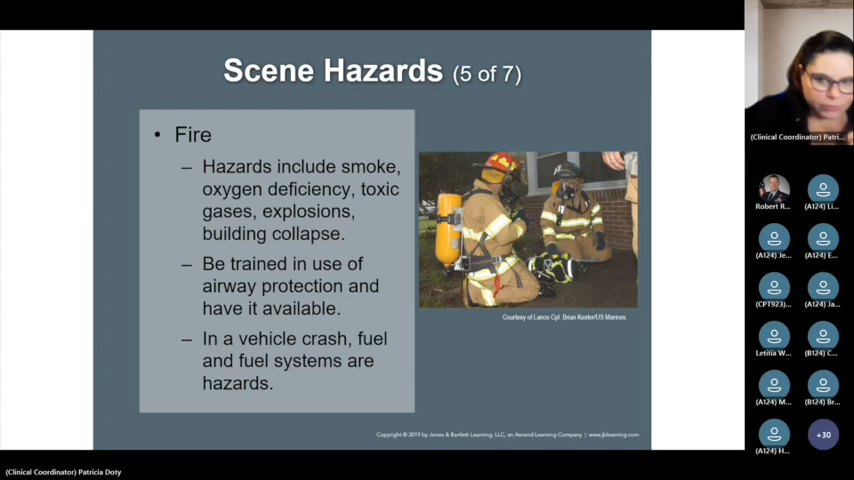 Scene Hazards (5 of 7)
• Fire
– Hazards include smoke,
oxygen deficiency, toxic
gases, explosions,
building collapse.
– Be trained in use of
airway protection and
have it available.
– In a vehicle crash, fuel
and fuel systems are
hazards.
Courtesy of Lance Cpl. Brian Kester/US Marines
Copyright © 2019 by Jones & Bartlett Learning, LLC, an Ascend Learning Company | www.jblearning.com
(Clinical Coordinator) Patricia Doty
(Clinical Coordinator) Patri...
Robert R...
(A124) Li...
(A124) Je...
(A124) E...
(CPT923)...
(A124) Ja...
Letitia W...
(B124) C...
(A124) M...
(B124) Br...
(A124) H...
+30